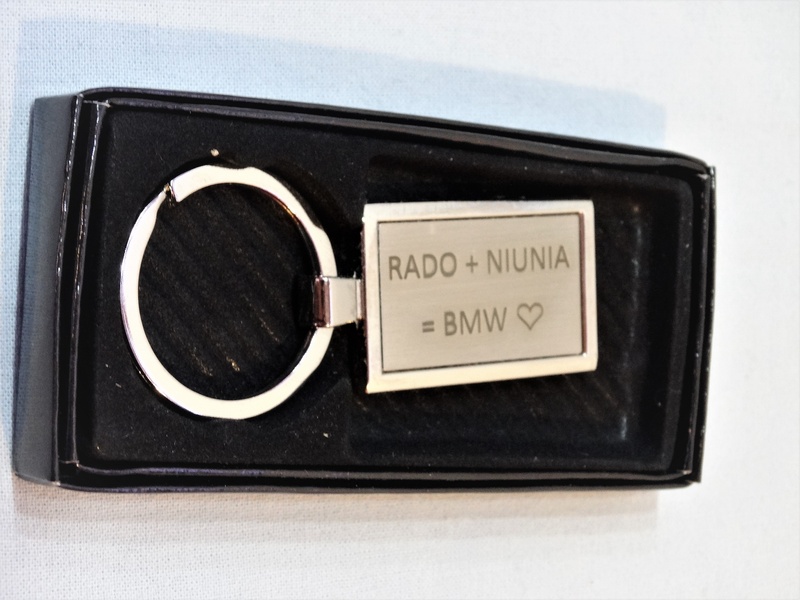 RADO + NIUNIA
= BMW ♡